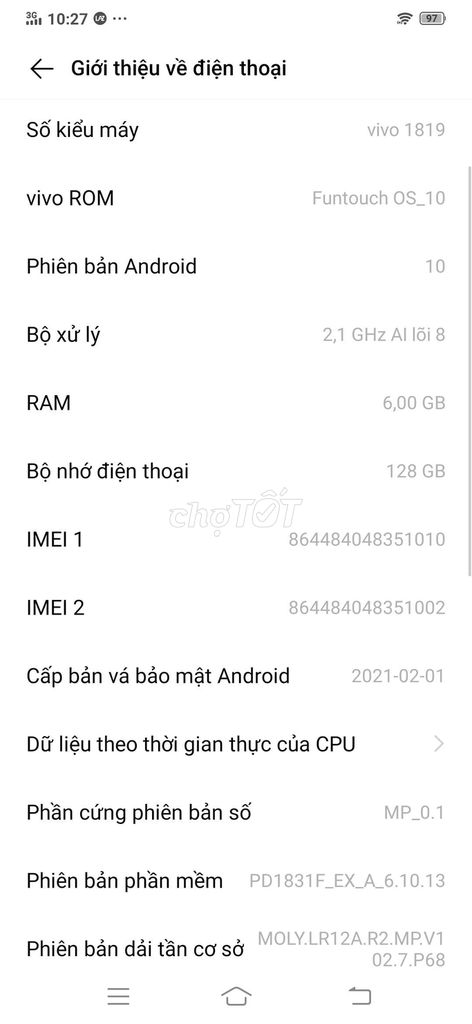 3G 10:27 97
Giới thiệu về điện thoại
Số kiểu máy vivo 1819
vivo ROM Funtouch OS_10
Phiên bản Android 10
Bộ xử lý 2,1 GHz AI lõi 8
RAM 6,00 GB
Bộ nhớ điện thoại 128 GB
chợTỐT
IMEI 1 864484048351010
IMEI 2 864484048351002
Cấp bản vá bảo mật Android 2021-02-01
Dữ liệu theo thời gian thực của CPU
Phần cứng phiên bản số MP_0.1
Phiên bản phần mềm PD1831F_EX_A_6.10.13
Phiên bản dải tần cơ sở MOLY.LR12A.R2.MP.V1
02.7.P68